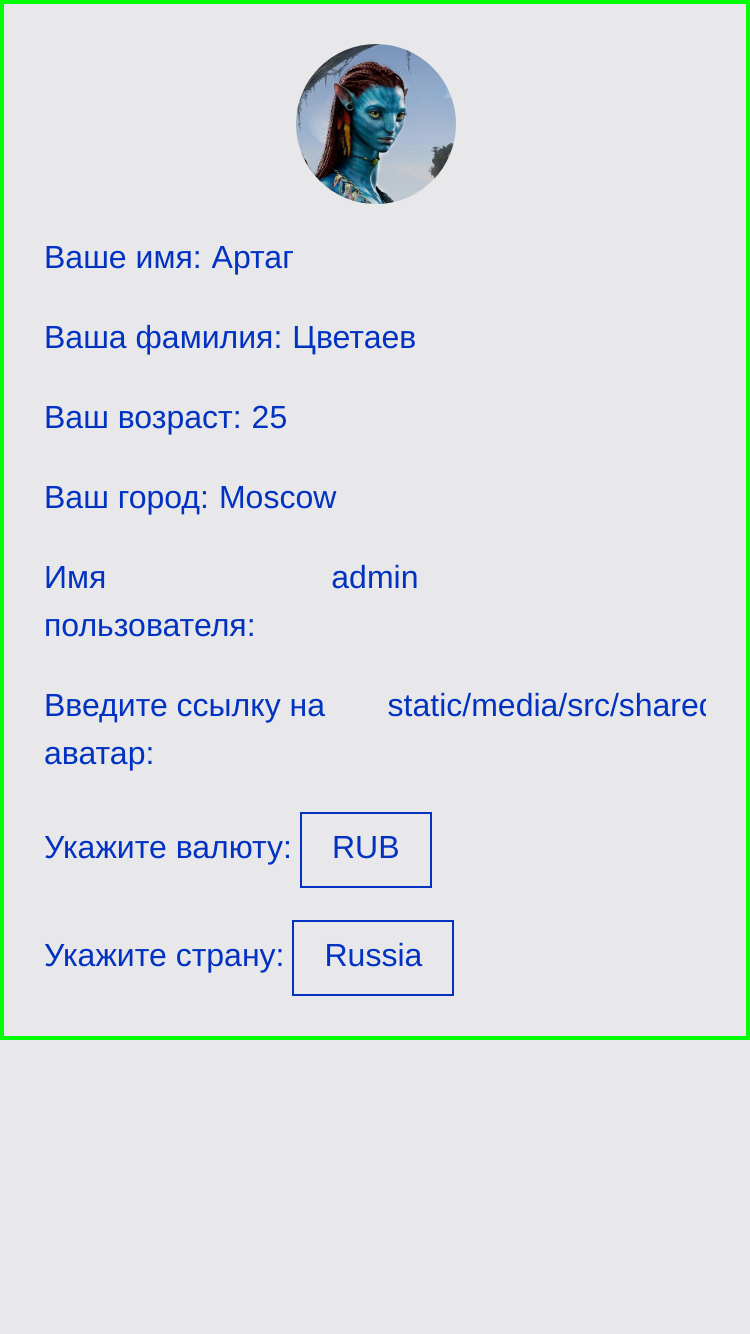 Ваше имя: Артаг
Ваша фамилия: Цветаев
Ваш возраст: 25
Ваш город: Moscow
Имя пользователя: admin
Введите ссылку на аватар: static/media/src/shared
Укажите валюту: RUB
Укажите страну: Russia